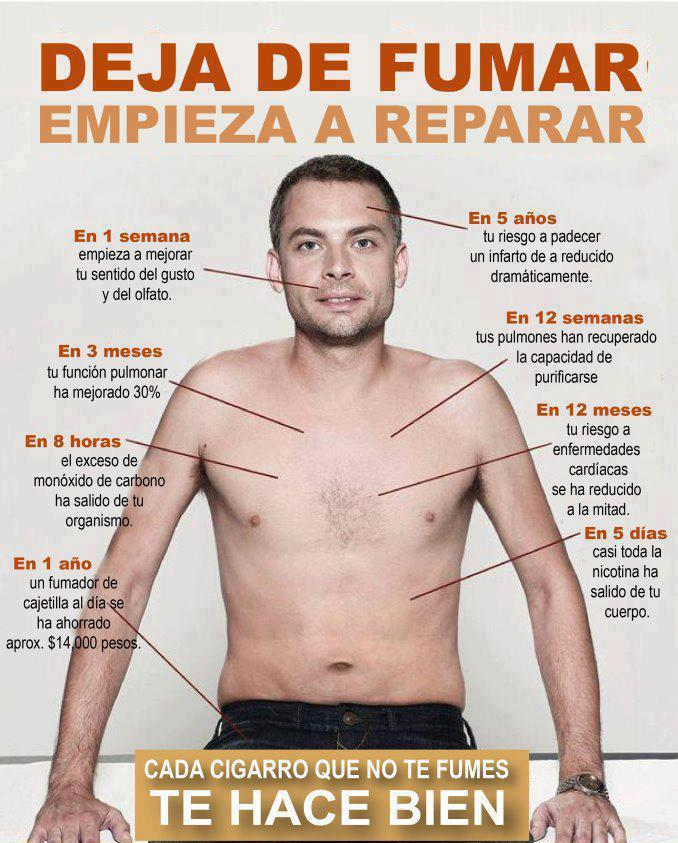 DEJA DE FUMAR
EMPIEZA A REPARAR
En 1 semana
empieza a mejorar
tu sentido del gusto
y del olfato.
En 3 meses
tu función pulmonar
ha mejorado 30%
En 8 horas
el exceso de
monóxido de carbono
ha salido de tu
organismo.
En 1 año
un fumador de
cajetilla al día se
ha ahorrado
aprox. $14,000 pesos.
En 5 años
tu riesgo a padecer
un infarto de a reducido
dramáticamente.
En 12 semanas
tus pulmones han recuperado
la capacidad de
purificarse
En 12 meses
tu riesgo a
enfermedades
cardíacas
se ha reducido
a la mitad.
En 5 días
casi toda la
nicotina ha
salido de tu
cuerpo.
CADA CIGARRO QUE NO TE FUMES
TE HACE BIEN